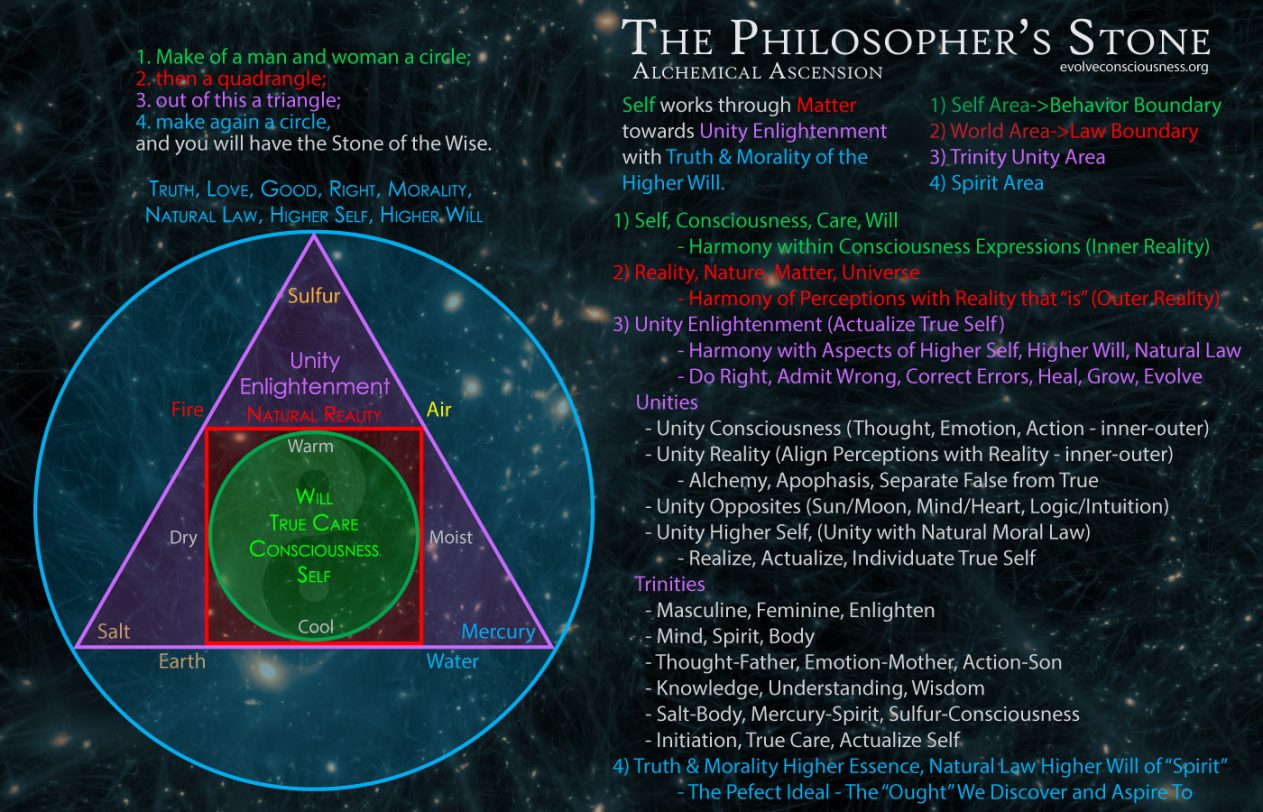 1. Make of a man and woman a circle;
2. then a quadrangle;
3. out of this a triangle;
4. make again a circle,
and you will have the Stone of the Wise.
Truth, Love, Good, Right, Morality,
Natural Law, Higher Self, Higher Will
Sulfur
Unity
Enlightenment
Fire
Natural Reality
Air
Warm
Will
True Care
Consciousness
Self
Dry
Moist
Cool
Salt
Mercury
Earth
Water
The Philosopher's Stone
Alchemical Ascension
evolveconsciousness.org
Self works through Matter
towards Unity Enlightenment
with Truth & Morality of the
Higher Will.
1) Self Area->Behavior Boundary
2) World Area->Law Boundary
3) Trinity Unity Area
4) Spirit Area
1) Self, Consciousness, Care, Will
- Harmony within Consciousness Expressions (Inner Reality)
2) Reality, Nature, Matter, Universe
- Harmony of Perceptions with Reality that "is" (Outer Reality)
3) Unity Enlightenment (Actualize True Self)
- Harmony with Aspects of Higher Self, Higher Will, Natural Law
- Do Right, Admit Wrong, Correct Errors, Heal, Grow, Evolve
Unities
- Unity Consciousness (Thought, Emotion, Action - inner-outer)
- Unity Reality (Align Perceptions with Reality - inner-outer)
- Alchemy, Apophasis, Separate False from True
- Unity Opposites (Sun/Moon, Mind/Heart, Logic/Intuition)
- Unity Higher Self, (Unity with Natural Moral Law)
- Realize, Actualize, Individuate True Self
Trinities
- Masculine, Feminine, Enlighten
- Mind, Spirit, Body
- Thought-Father, Emotion-Mother, Action-Son
- Knowledge, Understanding, Wisdom
- Salt-Body, Mercury-Spirit, Sulfur-Consciousness
- Initiation, True Care, Actualize Self
4) Truth & Morality Higher Essence, Natural Law Higher Will of "Spirit"
- The Pefect Ideal - The "Ought" We Discover and Aspire To